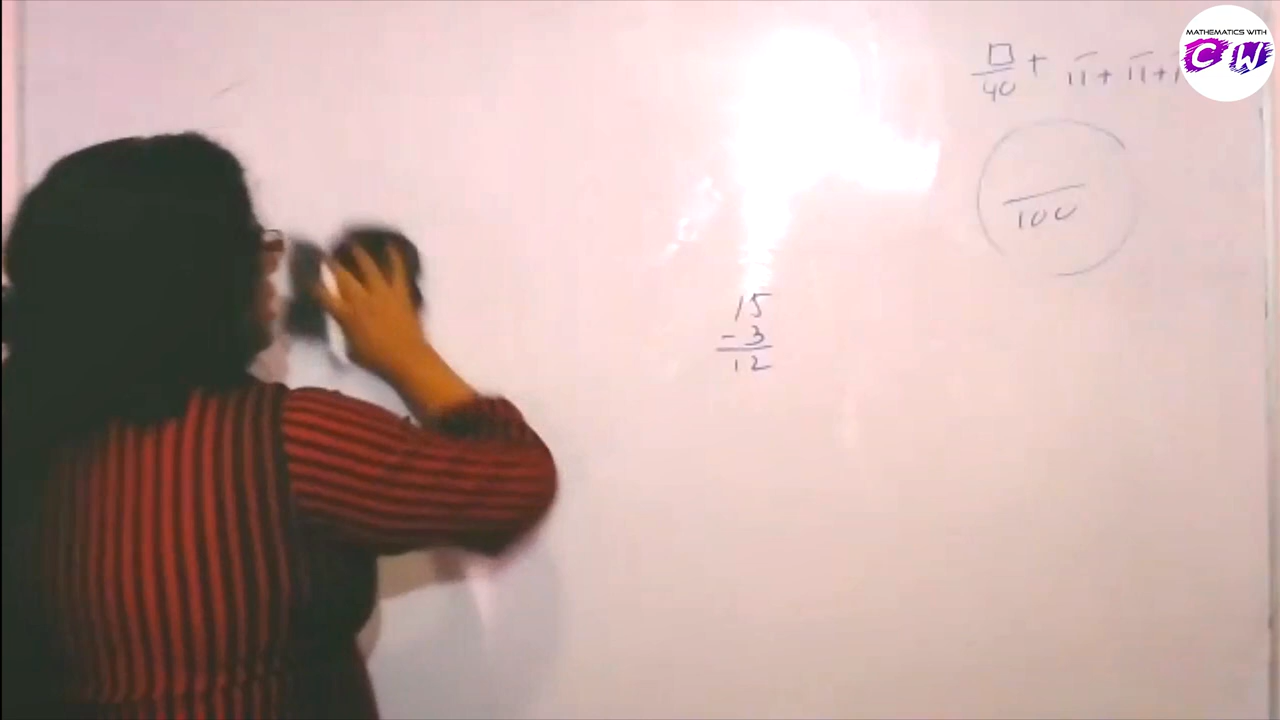 MATHEMATICS WITH
CW
□/40 + 11 + 11 +
/100
15
- 3
12